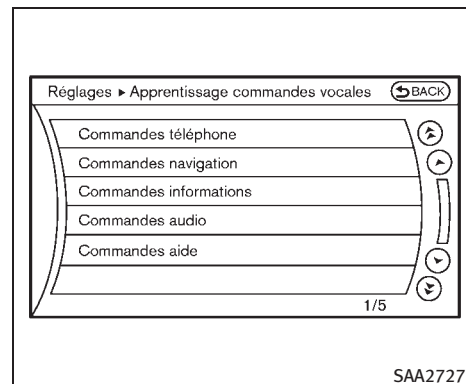 Réglages ▸ Apprentissage commandes vocales BACK
Commandes téléphone
Commandes navigation
Commandes informations
Commandes audio
Commandes aide
1/5
SAA2727